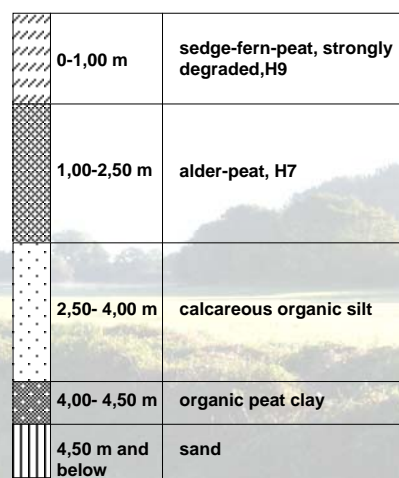 0-1,00 m
sedge-fern-peat, strongly
degraded,H9
1,00-2,50 m
alder-peat, H7
2,50- 4,00 m
calcareous organic silt
4,00- 4,50 m
organic peat clay
4,50 m and
below
sand